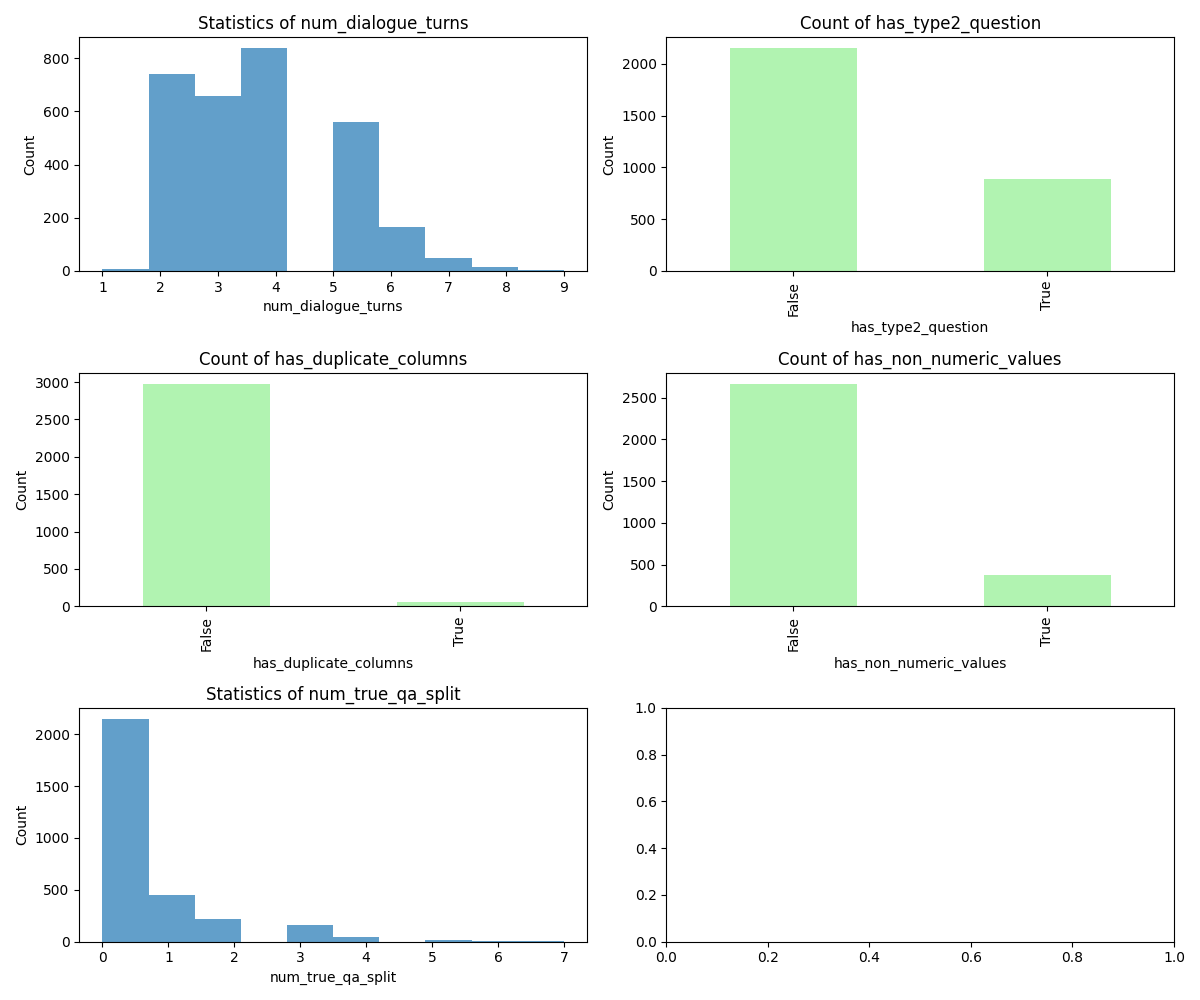 Statistics of num_dialogue_turns
Count
800
600
400
200
0
1 2 3 4 5 6 7 8 9
num_dialogue_turns
Count of has_type2_question
Count
2000
1500
1000
500
0
False True
has_type2_question
Count of has_duplicate_columns
Count
3000
2500
2000
1500
1000
500
0
False True
has_duplicate_columns
Count of has_non_numeric_values
Count
2500
2000
1500
1000
500
0
False True
has_non_numeric_values
Statistics of num_true_qa_split
Count
2000
1500
1000
500
0
0 1 2 3 4 5 6 7
num_true_qa_split
1.0
0.8
0.6
0.4
0.2
0.0
0.0 0.2 0.4 0.6 0.8 1.0